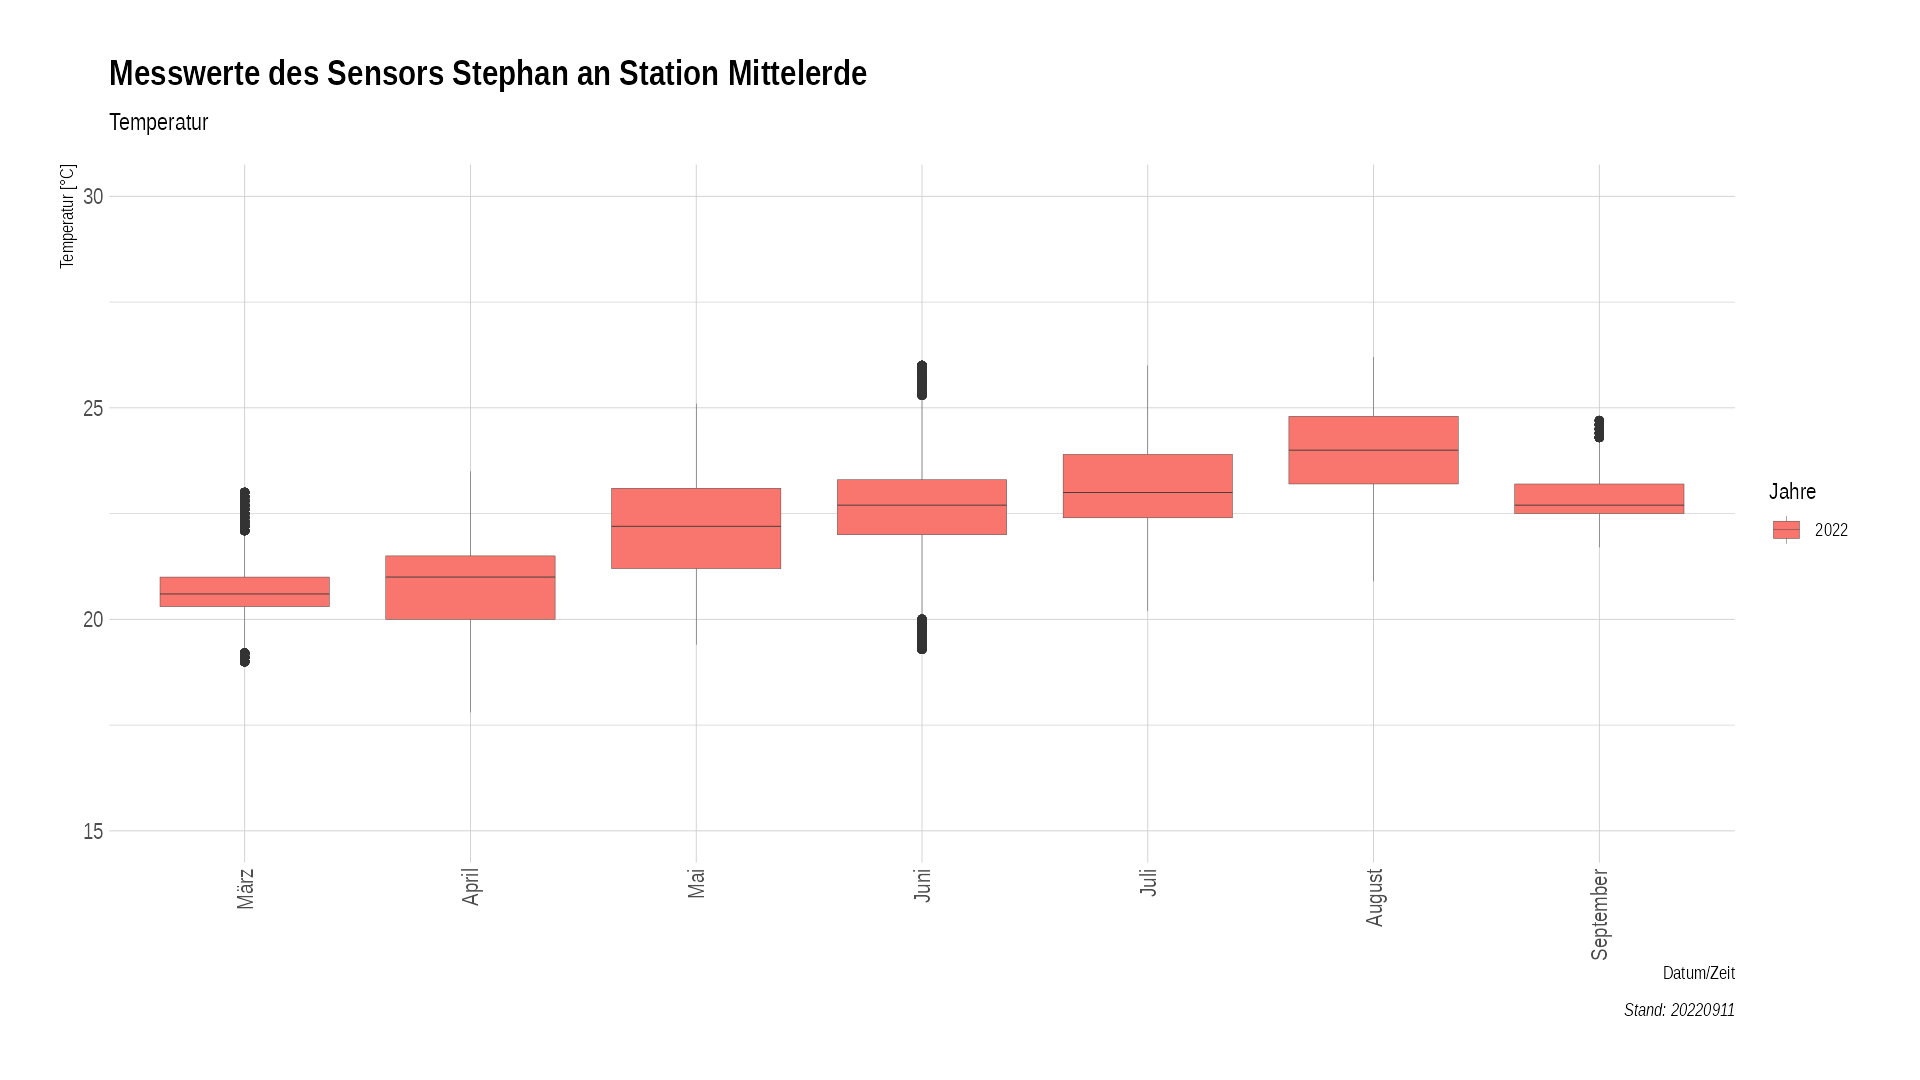 Messwerte des Sensors Stephan an Station Mittelerde
Temperatur
Temperatur [°C]
30
25
20
15
März
April
Mai
Juni
Juli
August
September
Datum/Zeit
Stand: 20220911
Jahre
2022